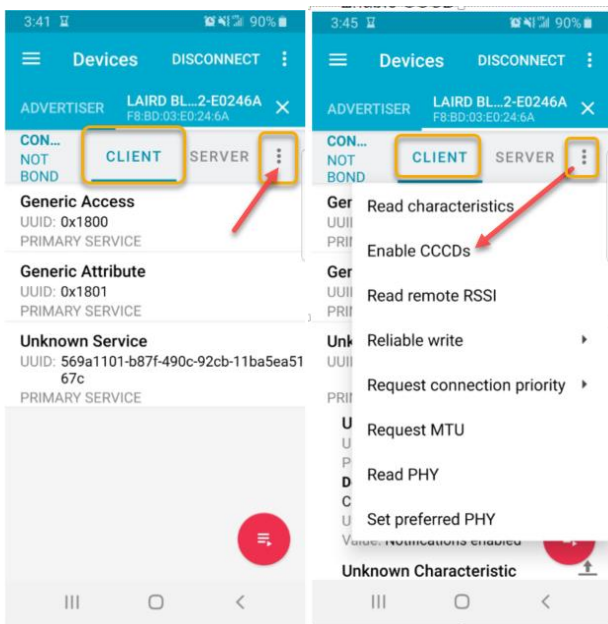 3:41 90%
Devices DISCONNECT
ADVERTISER LAIRD BL...2-E0246A
F8:BD:03:E0:24:6A
CON...
NOT
BOND
CLIENT SERVER
Generic Access
UUID: 0x1800
PRIMARY SERVICE
Generic Attribute
UUID: 0x1801
PRIMARY SERVICE
Unknown Service
UUID: 569a1101-b87f-490c-92cb-11ba5ea51
67c
PRIMARY SERVICE
3:45 90%
Devices DISCONNECT
ADVERTISER LAIRD BL...2-E0246A
F8:BD:03:E0:24:6A
CON...
NOT
BOND
CLIENT SERVER
Read characteristics
Enable CCCDs
Read remote RSSI
Reliable write
Request connection priority
Request MTU
Read PHY
Set preferred PHY
Value: Notifications enabled
Unknown Characteristic